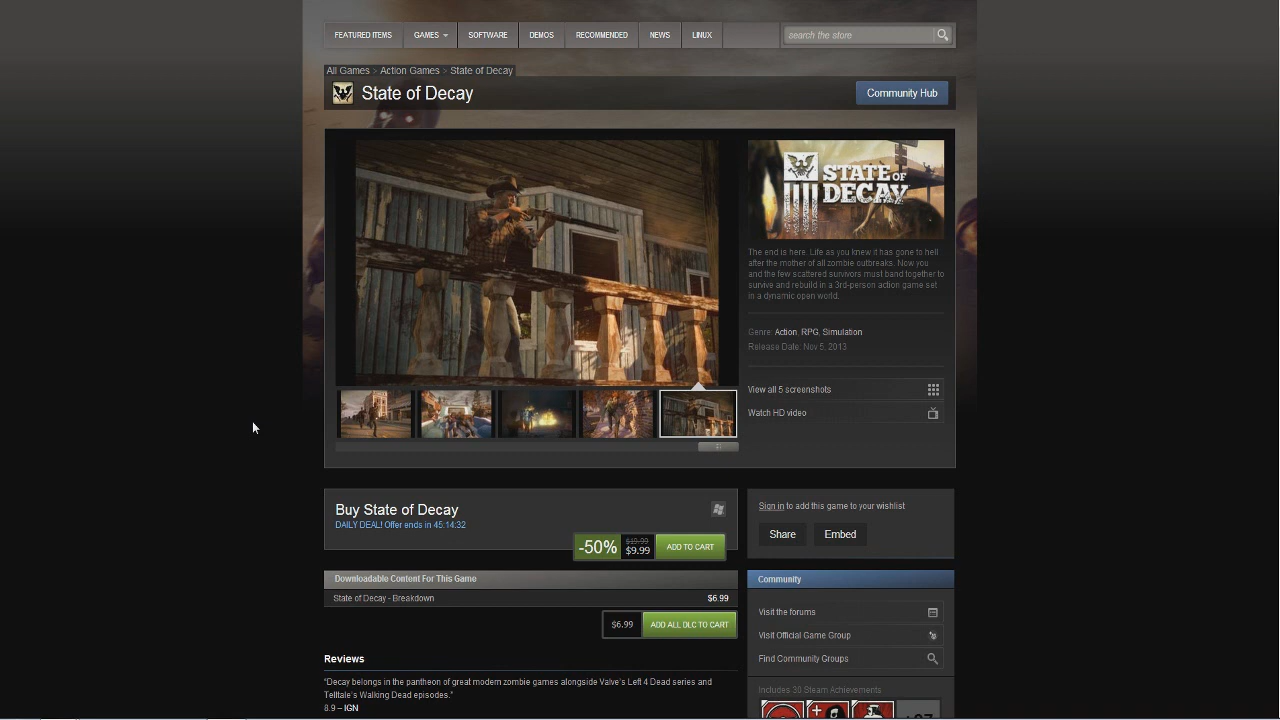 FEATURED ITEMS
GAMES
SOFTWARE
DEMOS
RECOMMENDED
NEWS
LINUX
search the store
All Games > Action Games > State of Decay
State of Decay
Community Hub
STATE OF
DECAY
The end is here. Life as you knew it has gone to hell
after the mother of all zombie outbreaks. Now you
and the few scattered survivors must band together to
survive and rebuild in a 3rd-person action game set
in a dynamic open world.
Genre: Action, RPG, Simulation
Release Date: Nov 5, 2013
View all 5 screenshots
Watch HD video
Buy State of Decay
DAILY DEAL! Offer ends in 45:14:32
-50%
$19.99
$9.99
ADD TO CART
Sign in to add this game to your wishlist
Share
Embed
Downloadable Content For This Game
State of Decay - Breakdown $6.99
$6.99
ADD ALL DLC TO CART
Community
Visit the forums
Visit Official Game Group
Find Community Groups
Reviews
"Decay belongs in the pantheon of great modern zombie games alongside Valve's Left 4 Dead series and
Telltale's Walking Dead episodes."
8.9 – IGN
Includes 30 Steam Achievements